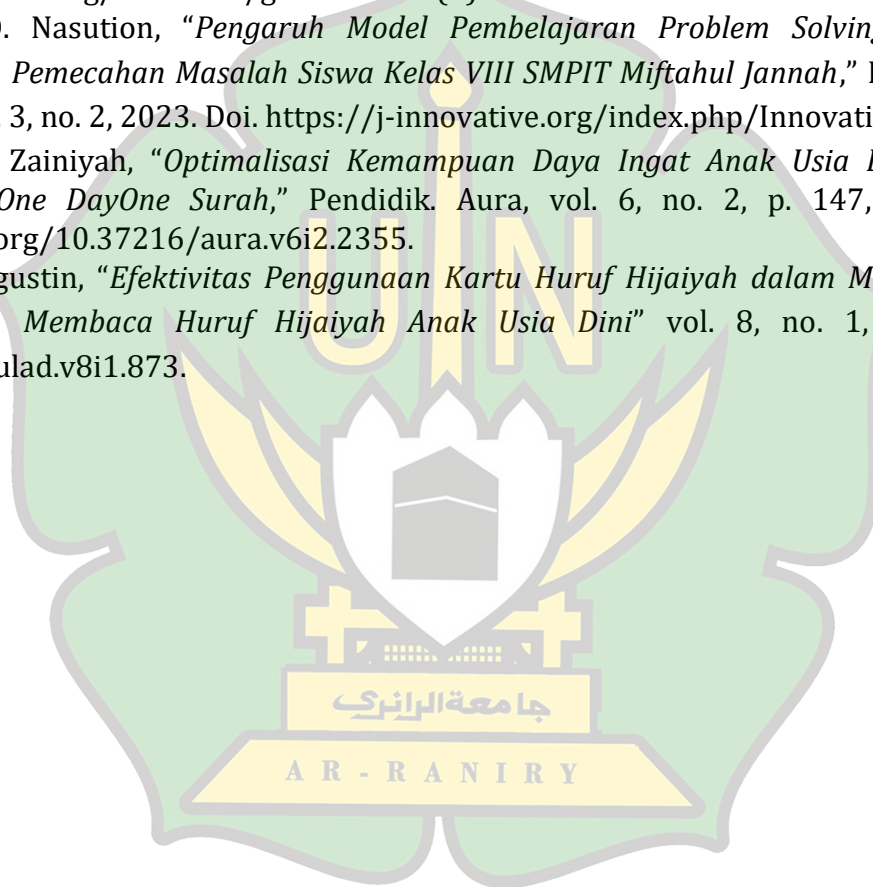 Nasution, “Pengaruh Model Pembelajaran Problem Solving
Pemecahan Masalah Siswa Kelas VIII SMPIT Miftahul Jannah,”
. 3, no. 2, 2023. Doi. https://j-innovative.org/index.php/Innovati
Zainiyah, “Optimalisasi Kemampuan Daya Ingat Anak Usia
One DayOne Surah,” Pendidik. Aura, vol. 6, no. 2, p. 147,
org/10.37216/aura.v6i2.2355.
gustin, “Efektivitas Penggunaan Kartu Huruf Hijaiyah dalam M
Membaca Huruf Hijaiyah Anak Usia Dini” vol. 8, no. 1,
ulad.v8i1.873.
UIN
جامعة الرانري
AR-RANIRY